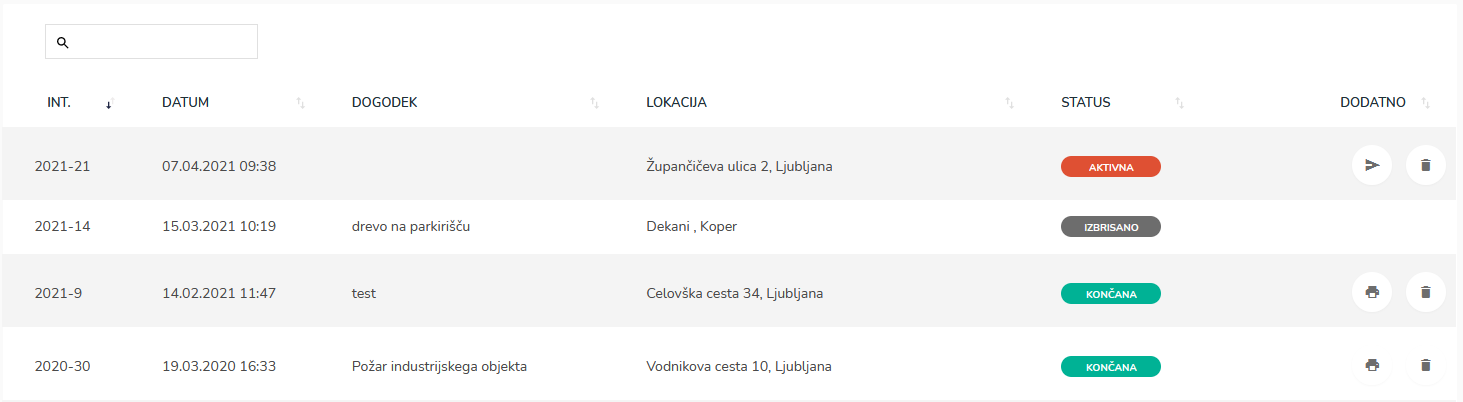 INT. DATUM DOGODEK LOKACIJA STATUS DODATNO
2021-21 07.04.2021 09:38 Župančičeva ulica 2, Ljubljana AKTIVNA
2021-14 15.03.2021 10:19 drevo na parkirišču Dekani , Koper IZBRISANO
2021-9 14.02.2021 11:47 test Celovška cesta 34, Ljubljana KONČANA
2020-30 19.03.2020 16:33 Požar industrijskega objekta Vodnikova cesta 10, Ljubljana KONČANA